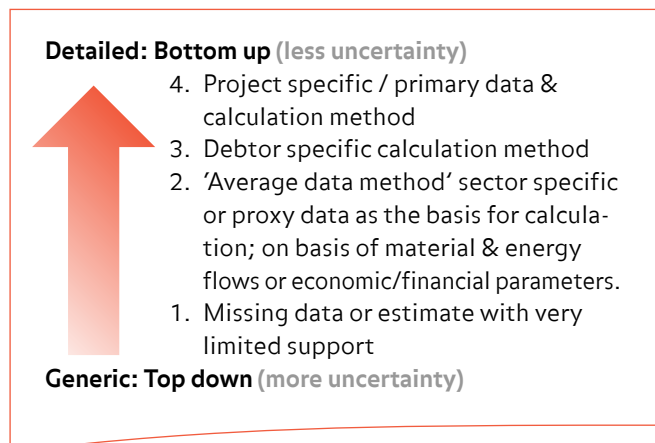 Detailed: Bottom up (less uncertainty)
4. Project specific / primary data &
calculation method
3. Debtor specific calculation method
2. ‘Average data method’ sector specific
or proxy data as the basis for calcula-
tion; on basis of material & energy
flows or economic/financial parameters.
1. Missing data or estimate with very
limited support
Generic: Top down (more uncertainty)